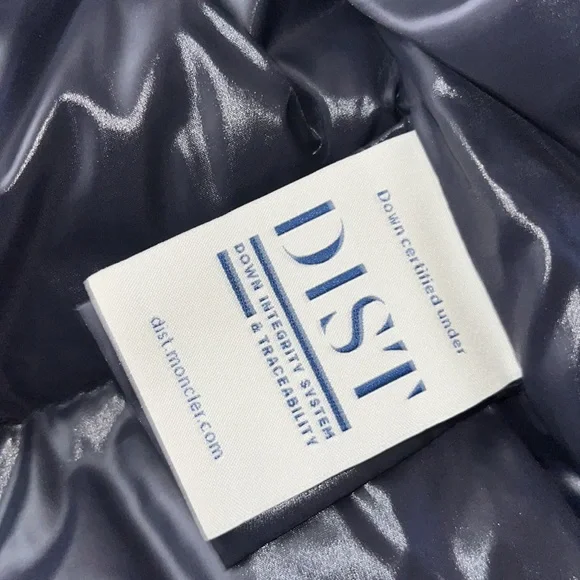 Down certified under
DIST
DOWN INTEGRITY SYSTEM
& TRACEABILITY
dist.moncler.com